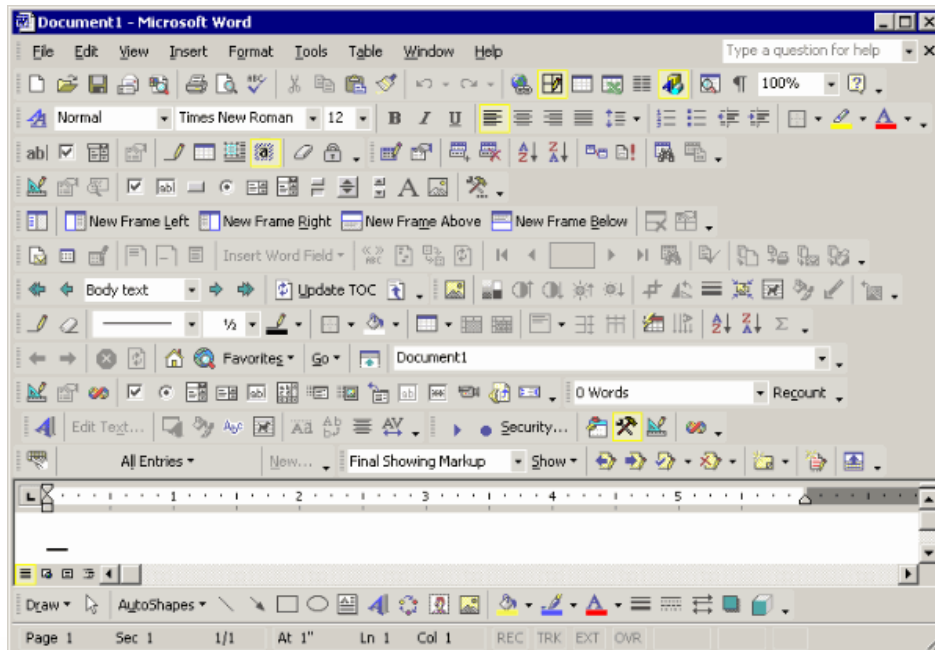 Document1 - Microsoft Word
File Edit View Insert Format Tools Table Window Help Type a question for help
100%
Normal Times New Roman 12 B I U
ab|
New Frame Left New Frame Right New Frame Above New Frame Below
Insert Word Field
Body text Update TOC
½
Favorites Go Document1
0 Words Recount
Edit Text... Security...
All Entries New... Final Showing Markup Show
1 2 3 4 5
Draw AutoShapes
Page 1 Sec 1 1/1 At 1" Ln 1 Col 1 REC TRK EXT OVR